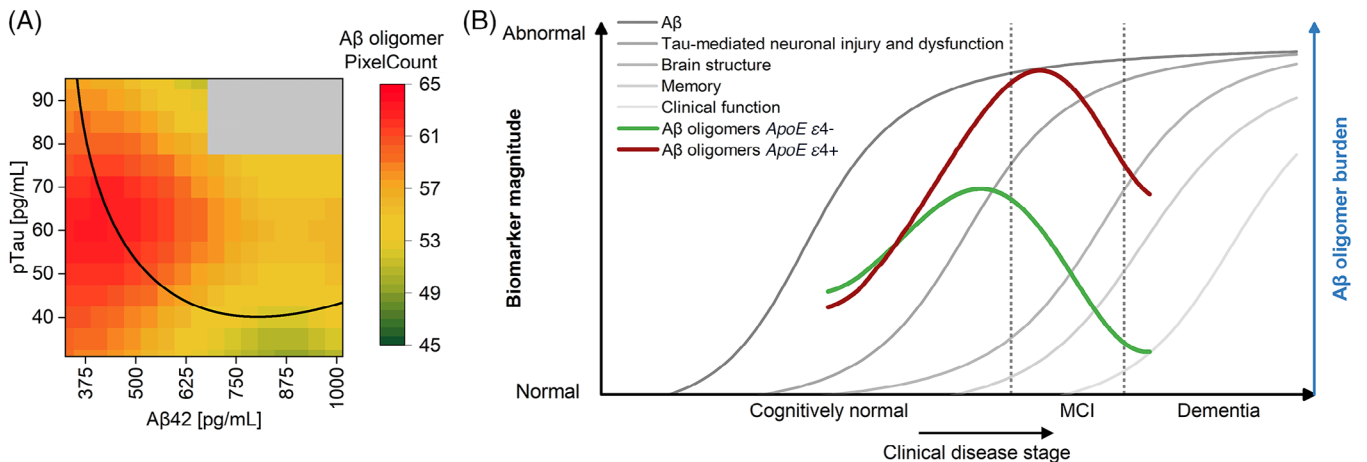 (A)
Aβ oligomer
PixelCount
65
61
57
53
49
45
pTau [pg/mL]
90
80
70
60
50
40
375
500
625
750
875
1000
Aβ42 [pg/mL]
(B)
Abnormal
Biomarker magnitude
Normal
Aβ
Tau-mediated neuronal injury and dysfunction
Brain structure
Memory
Clinical function
Aβ oligomers ApoE ε4-
Aβ oligomers ApoE ε4+
Aβ oligomer burden
Cognitively normal
MCI
Dementia
Clinical disease stage